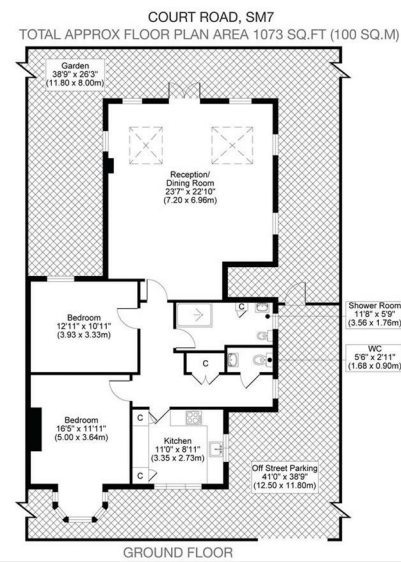 COURT ROAD, SM7
TOTAL APPROX FLOOR PLAN AREA 1073 SQ.FT (100 SQ.M)
Garden
38'9" x 26'3"
(11.80 x 8.00m)
Reception/
Dining Room
23'7" x 22'10"
(7.20 x 6.96m)
Bedroom
12'11" x 10'11"
(3.93 x 3.33m)
C
Shower Room
11'8" x 5'9"
(3.56 x 1.76m)
C
WC
5'6" x 2'11"
(1.68 x 0.90m)
Bedroom
16'5" x 11'11"
(5.00 x 3.64m)
C
Kitchen
11'0" x 8'11"
(3.35 x 2.73m)
C
Off Street Parking
41'0" x 38'9"
(12.50 x 11.80m)
GROUND FLOOR